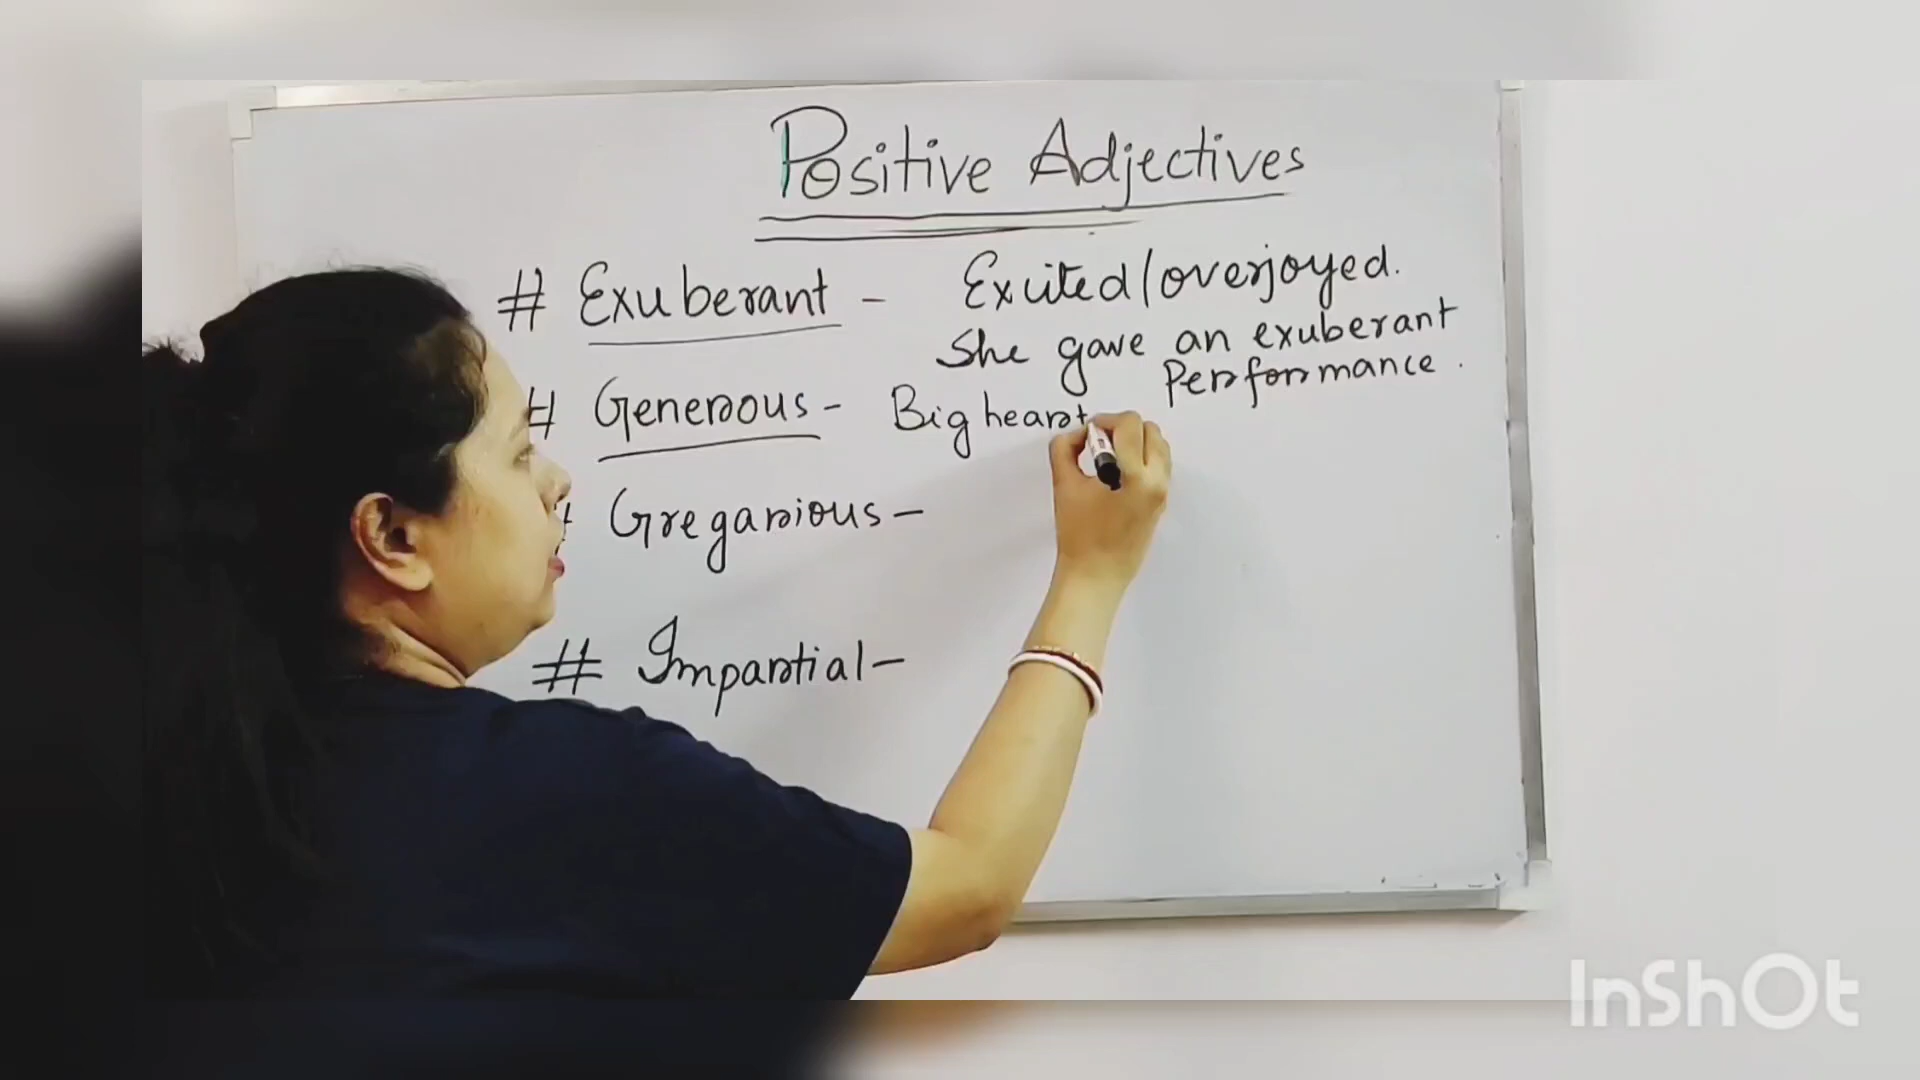 Positive Adjectives
# Exuberant - Excited/overjoyed.
She gave an exuberant
Performance.
# Generous - Big heart
# Gregarious -
# Impartial -
InShOt